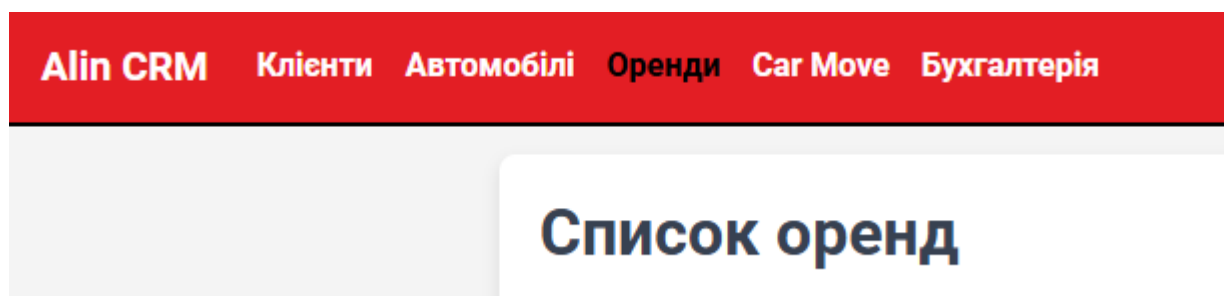 Alin CRM Клієнти Автомобілі Оренди Car Move Бухгалтерія
Список оренд